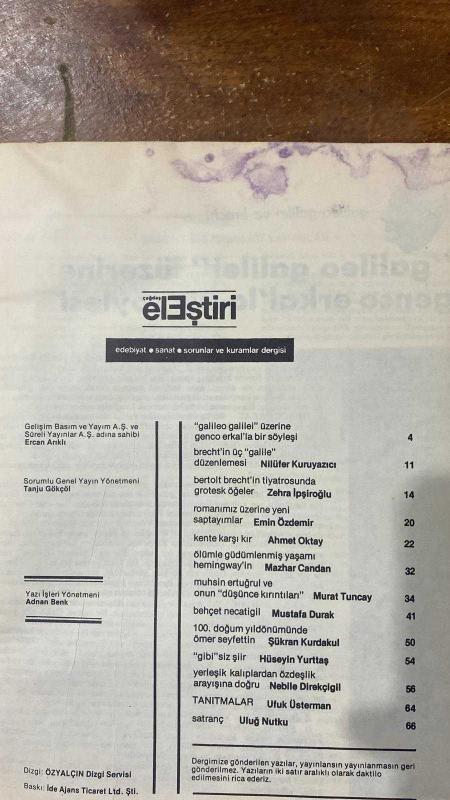 çağdaş
elEştiri
edebiyat ● sanat ● sorunlar ve kuramlar dergisi
Gelişim Basım ve Yayım A.Ş. ve
Süreli Yayınlar A.Ş. adına sahibi
Ercan Arıklı
Sorumlu Genel Yayın Yönetmeni
Tanju Gökçöl
Yazı İşleri Yönetmeni
Adnan Benk
Dizgi: ÖZYALÇIN Dizgi Servisi
Baskı: İde Ajans Ticaret Ltd. Şti.
"galileo galilei" üzerine
genco erkal'la bir söyleşi 4
brecht'in üç "galile"
düzenlemesi Nilüfer Kuruyazıcı 11
bertolt brecht'in tiyatrosunda
grotesk öğeler Zehra İpşiroğlu 14
romanımız üzerine yeni
saptayımlar Emin Özdemir 20
kente karşı kır Ahmet Oktay 22
ölümle güdümlenmiş yaşamı
hemingway'in Mazhar Candan 32
muhsin ertuğrul ve
onun "düşünce kırıntıları" Murat Tuncay 34
behçet necatigil Mustafa Durak 41
100. doğum yıldönümünde
ömer seyfettin Şükran Kurdakul 50
"gibi"siz şiir Hüseyin Yurttaş 54
yerleşik kalıplardan özdeşlik
arayışına doğru Nebile Direkçigil 56
TANITMALAR Ufuk Üsterman 64
satranç Uluğ Nutku 66
Dergimize gönderilen yazılar, yayınlansın yayınlanmasın geri
gönderilmez. Yazıların iki satır aralıklı olarak daktilo
edilmesini rica ederiz.